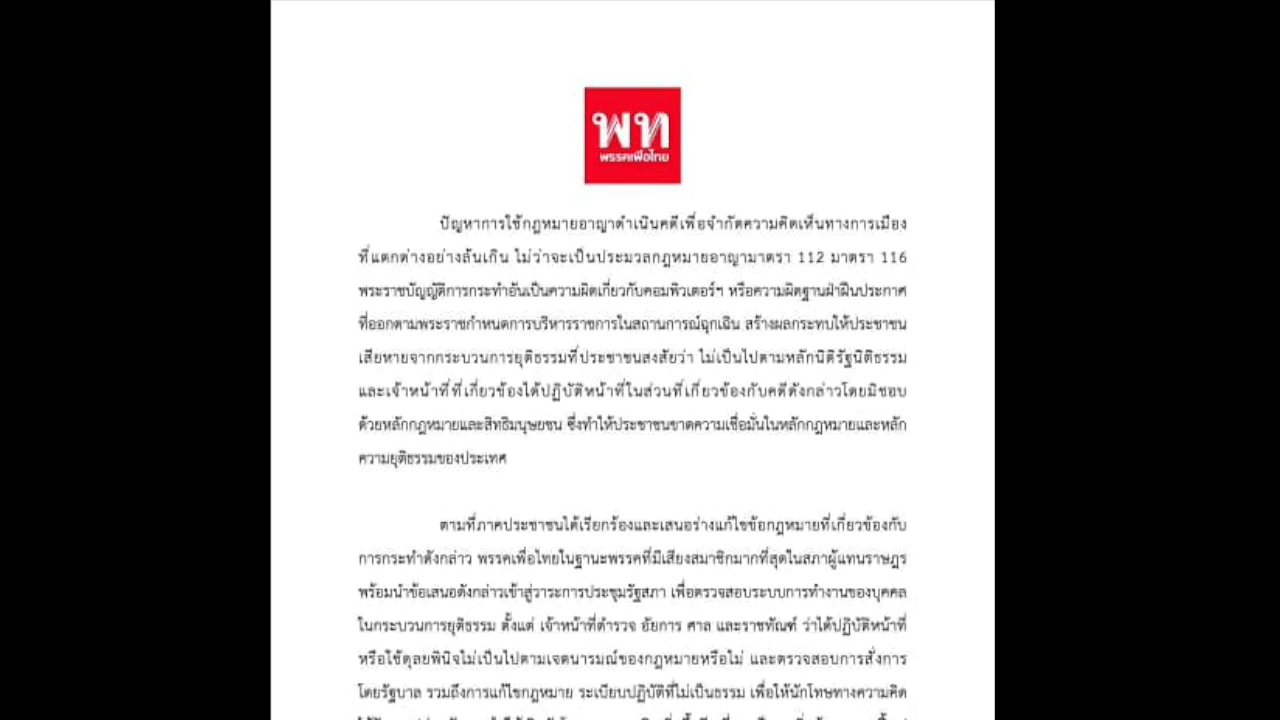 พท
พรรคเพื่อไทย
ปัญหาการใช้กฎหมายอาญาดำเนินคดีเพื่อจำกัดความคิดเห็นทางการเมือง
ที่แตกต่างอย่างล้นเกิน ไม่ว่าจะเป็นประมวลกฎหมายอาญามาตรา 112 มาตรา 116
พระราชบัญญัติการกระทำอันเป็นความผิดเกี่ยวกับคอมพิวเตอร์ฯ หรือความผิดฐานฝ่าฝืนประกาศ
ที่ออกตามพระราชกำหนดการบริหารราชการในสถานการณ์ฉุกเฉิน สร้างผลกระทบให้ประชาชน
เสียหายจากกระบวนการยุติธรรมที่ประชาชนสงสัยว่า ไม่เป็นไปตามหลักนิติรัฐนิติธรรม
และเจ้าหน้าที่ที่เกี่ยวข้องได้ปฏิบัติหน้าที่ในส่วนที่เกี่ยวข้องกับคดีดังกล่าวโดยมิชอบ
ด้วยหลักกฎหมายและสิทธิมนุษยชน ซึ่งทำให้ประชาชนขาดความเชื่อมั่นในหลักกฎหมายและหลัก
ความยุติธรรมของประเทศ
ตามที่ภาคประชาชนได้เรียกร้องและเสนอร่างแก้ไขข้อกฎหมายที่เกี่ยวข้องกับ
การกระทำดังกล่าว พรรคเพื่อไทยในฐานะพรรคที่มีเสียงสมาชิกมากที่สุดในสภาผู้แทนราษฎร
พร้อมนำข้อเสนอดังกล่าวเข้าสู่วาระการประชุมรัฐสภา เพื่อตรวจสอบระบบการทำงานของบุคคล
ในกระบวนการยุติธรรม ตั้งแต่ เจ้าหน้าที่ตำรวจ อัยการ ศาล และราชทัณฑ์ ว่าได้ปฏิบัติหน้าที่
หรือใช้ดุลยพินิจไม่เป็นไปตามเจตนารมณ์ของกฎหมายหรือไม่ และตรวจสอบการสั่งการ
โดยรัฐบาล รวมถึงการแก้ไขกฎหมาย ระเบียบปฏิบัติที่ไม่เป็นธรรม เพื่อให้นักโทษทางความคิด